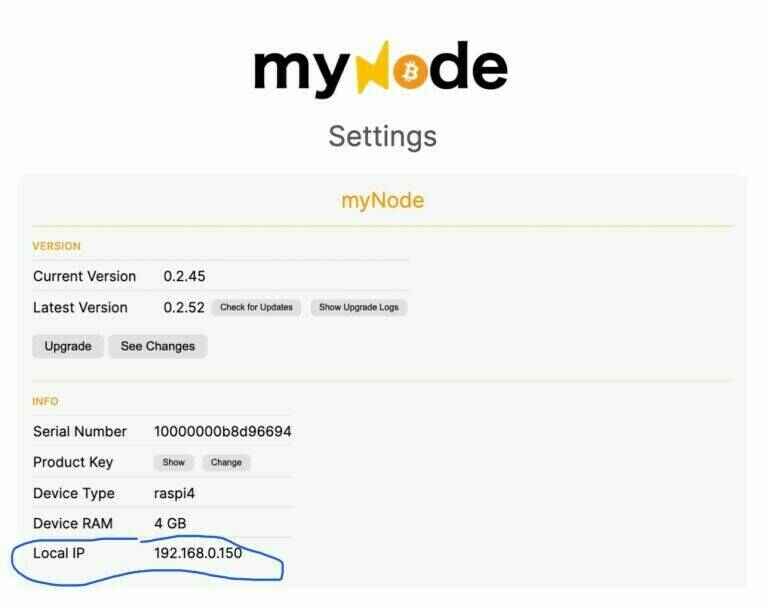 myNode
Settings
myNode
VERSION
Current Version 0.2.45
Latest Version 0.2.52 Check for Updates Show Upgrade Logs
Upgrade See Changes
INFO
Serial Number 10000000b8d96694
Product Key Show Change
Device Type raspi4
Device RAM 4 GB
Local IP 192.168.0.150